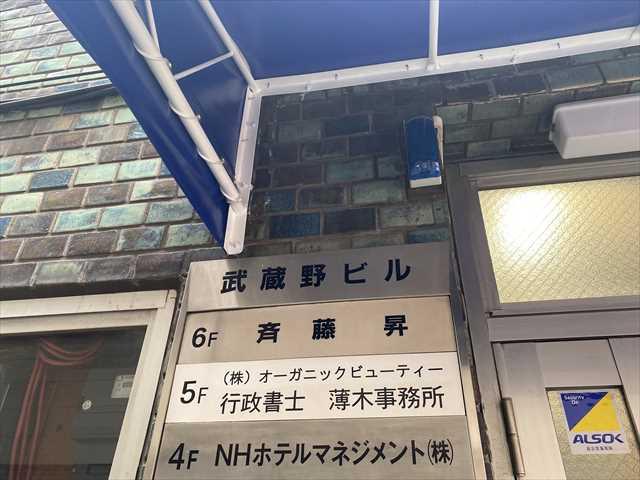 武蔵野ビル
6F 斉藤 昇
5F (株)オーガニックビューティー
行政書士 薄木事務所
4F NHホテルマネジメント(株)
Security
On
ALSOK